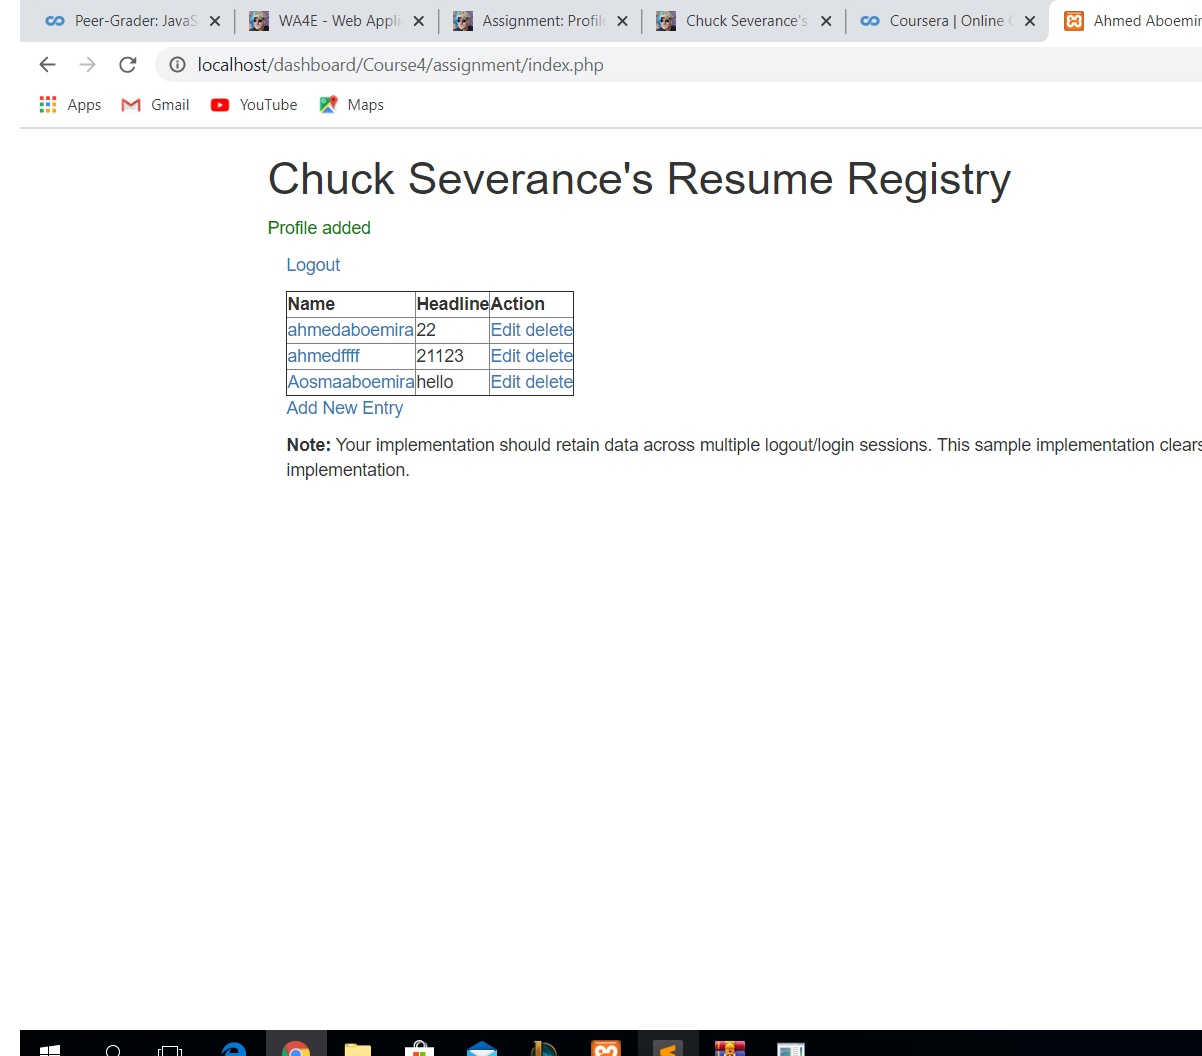 Peer-Grader: JavaS WA4E - Web Appli Assignment: Profile Chuck Severance's Coursera | Online Ahmed Aboemir
localhost/dashboard/Course4/assignment/index.php
Apps Gmail YouTube Maps
Chuck Severance's Resume Registry
Profile added
Logout
Name Headline Action
ahmedaboemira 22 Edit delete
ahmedffff 21123 Edit delete
Aosmaaboemira hello Edit delete
Add New Entry
Note: Your implementation should retain data across multiple logout/login sessions. This sample implementation clears
implementation.